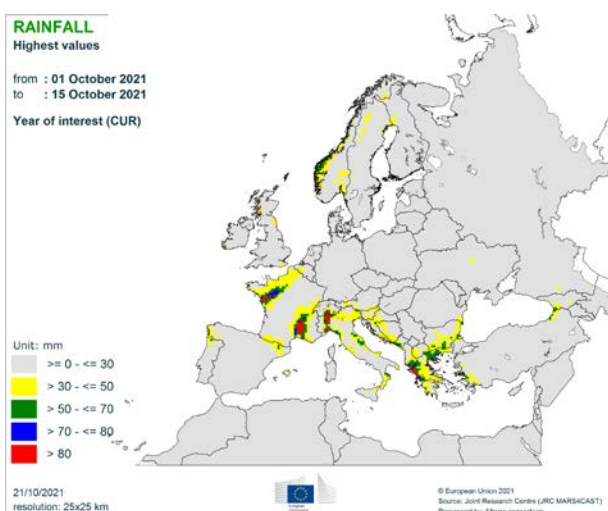 RAINFALL
Highest values
from : 01 October 2021
to : 15 October 2021
Year of interest (CUR)
Unit: mm
>= 0 - <= 30
> 30 - <= 50
> 50 - <= 70
> 70 - <= 80
> 80
21/10/2021
resolution: 25x25 km
© European Union 2021
Source: Joint Research Centre (JRC MARS4CAST)